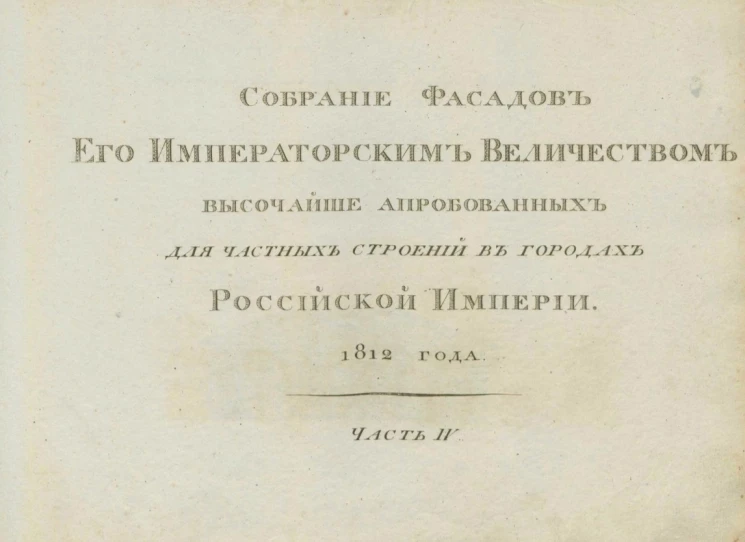 Собраніе Фасадовъ
Его Императорскимъ Величествомъ
высочайше апробованныхъ
для частныхъ строеній въ городахъ
Россійской Имперіи.
1812 года.
Часть IV